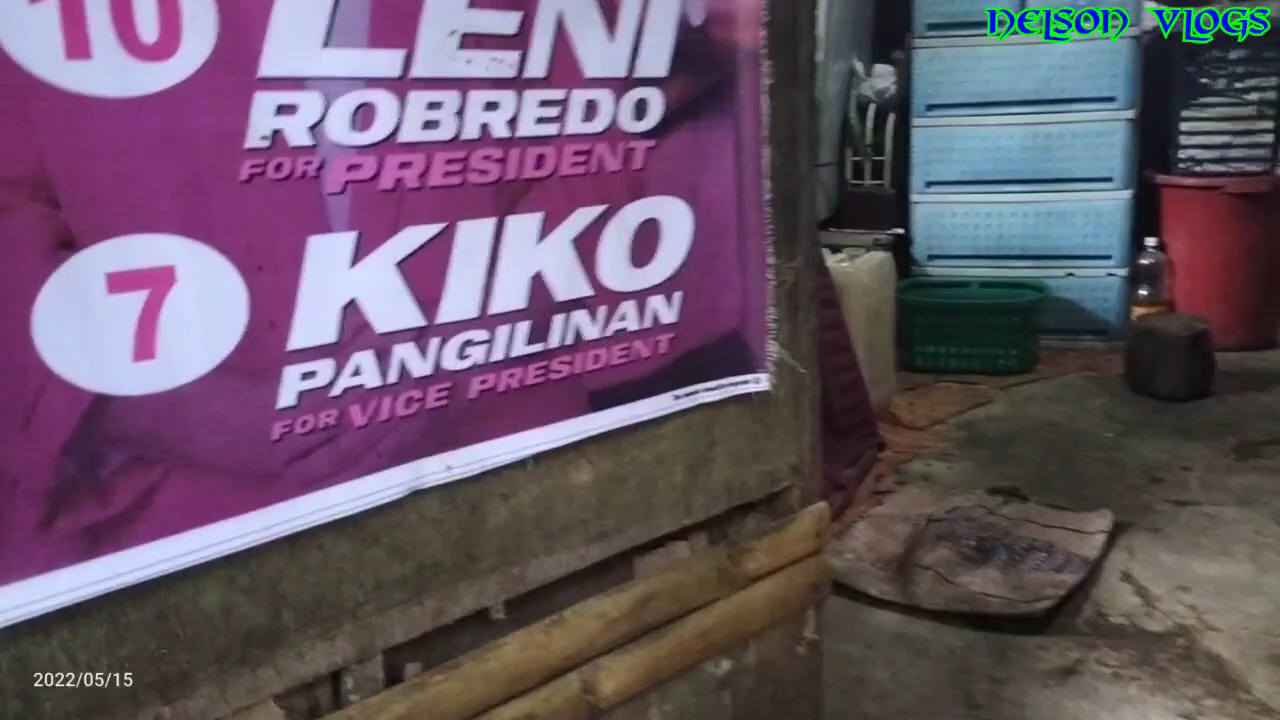 NELSON VLOGS
10
LENI
ROBREDO
FOR PRESIDENT
7
KIKO
PANGILINAN
FOR VICE PRESIDENT
2022/05/15